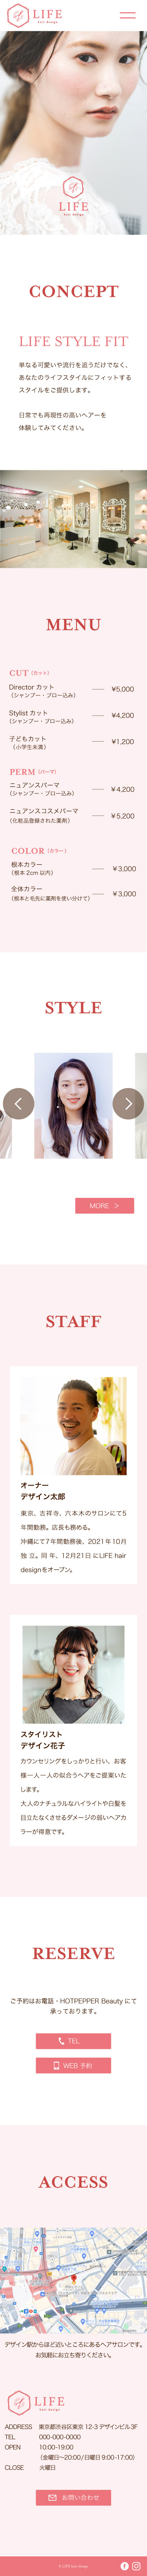 LIFE
hair design
LIFE
hair design
CONCEPT
LIFE STYLE FIT
単なる可愛いや流行を追うだけでなく、
あなたのライフスタイルにフィットする
スタイルをご提供します。
日常でも再現性の高いヘアーを
体験してみてください。
MENU
CUT（カット）
Director カット
（シャンプー・ブロー込み）
¥5,000
Stylist カット
（シャンプー・ブロー込み）
¥4,200
子どもカット
（小学生未満）
¥1,200
PERM（パーマ）
ニュアンスパーマ
（シャンプー・ブロー込み）
¥4,200
ニュアンスコスメパーマ
（化粧品登録された薬剤）
¥5,200
COLOR（カラー）
根本カラー
（根本 2cm 以内）
¥3,000
全体カラー
（根本と毛先に薬剤を使い分けて）
¥3,000
STYLE
MORE ＞
STAFF
オーナー
デザイン太郎
東京、吉祥寺、六本木のサロンにて5
年間勤務。店長も務める。
沖縄にて7年間勤務後、2021年10月
独立。同年、12月21日にLIFE hair
designをオープン。
スタイリスト
デザイン花子
カウンセリングをしっかりと行い、お客
様一人一人の似合うヘアをご提案いた
します。
大人のナチュラルなハイライトや白髪を
目立たなくさせるダメージの弱いヘアカ
ラーが得意です。
RESERVE
ご予約はお電話・HOTPEPPER Beauty にて
承っております。
TEL
WEB 予約
ACCESS
デザイン駅からほど近いところにあるヘアサロンです。
お気軽にお立ち寄りください。
LIFE
hair design
ADDRESS 東京都渋谷区東京 12-3 デザインビル3F
TEL 000-000-0000
OPEN 10:00-19:00
（金曜日～20:00 / 日曜日 9:00-17:00）
CLOSE 火曜日
お問い合わせ
© LIFE hair design